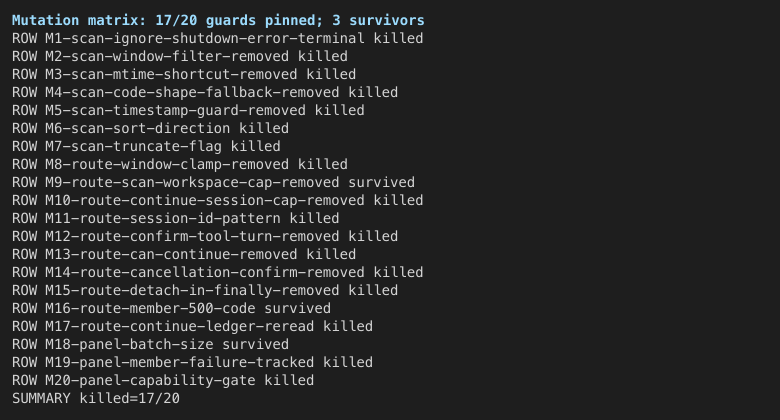 Mutation matrix: 17/20 guards pinned; 3 survivors
ROW M1-scan-ignore-shutdown-error-terminal killed
ROW M2-scan-window-filter-removed killed
ROW M3-scan-mtime-shortcut-removed killed
ROW M4-scan-code-shape-fallback-removed killed
ROW M5-scan-timestamp-guard-removed killed
ROW M6-scan-sort-direction killed
ROW M7-scan-truncate-flag killed
ROW M8-route-window-clamp-removed killed
ROW M9-route-scan-workspace-cap-removed survived
ROW M10-route-continue-session-cap-removed killed
ROW M11-route-session-id-pattern killed
ROW M12-route-confirm-tool-turn-removed killed
ROW M13-route-can-continue-removed killed
ROW M14-route-cancellation-confirm-removed killed
ROW M15-route-detach-in-finally-removed killed
ROW M16-route-member-500-code survived
ROW M17-route-continue-ledger-reread killed
ROW M18-panel-batch-size survived
ROW M19-panel-member-failure-tracked killed
ROW M20-panel-capability-gate killed
SUMMARY killed=17/20